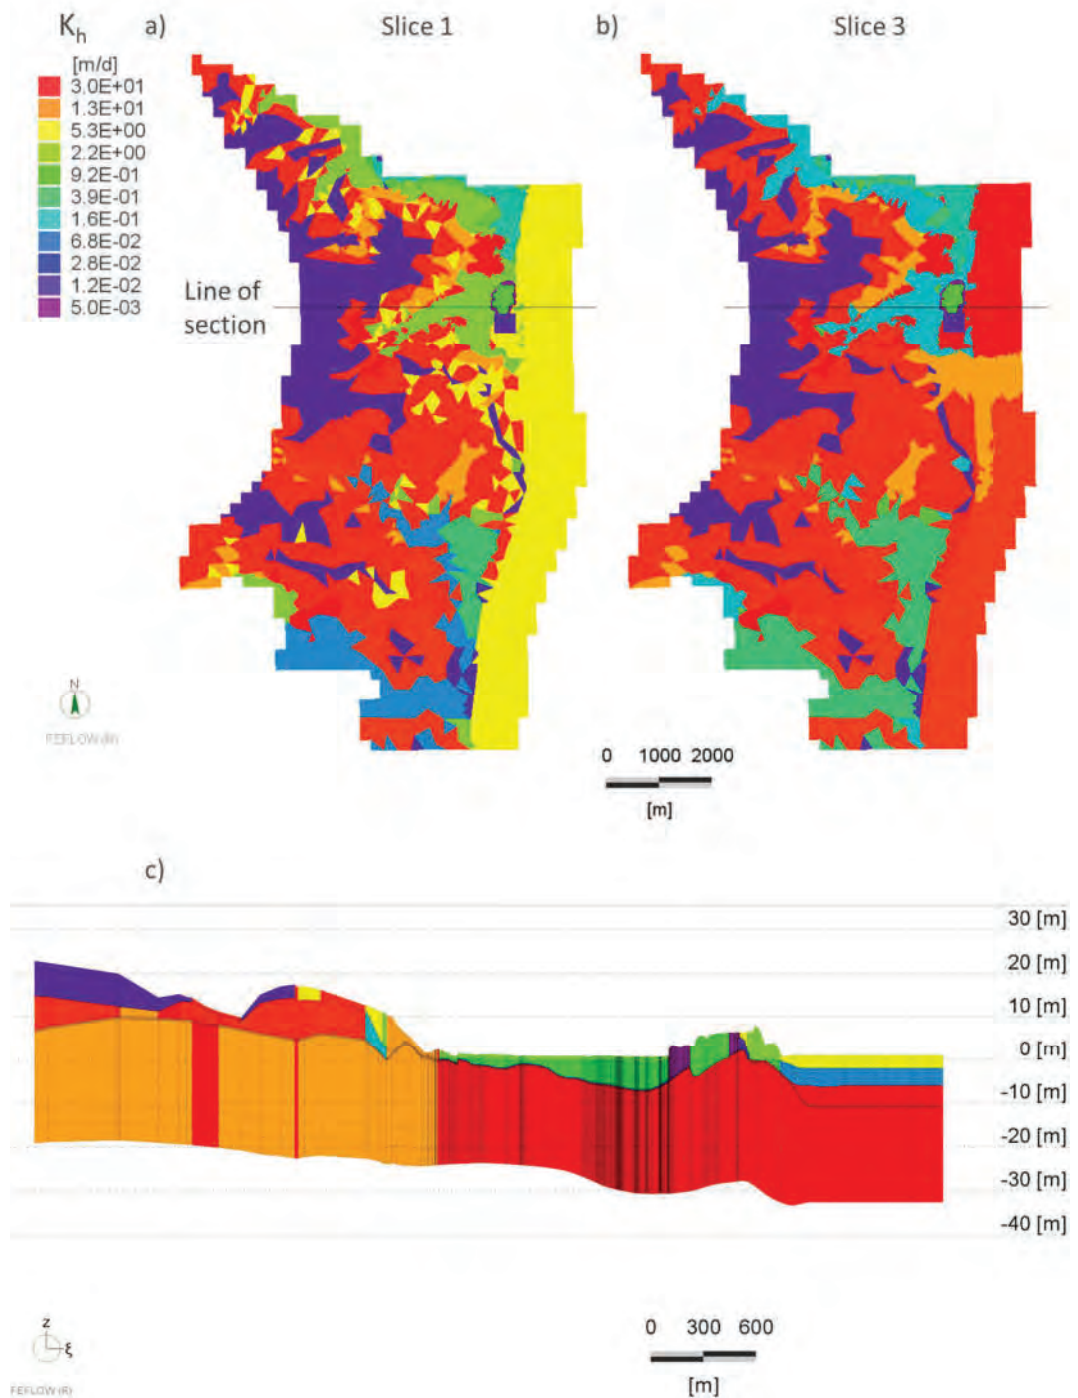 K_h a) Slice 1 b) Slice 3
[m/d]
3.0E+01
1.3E+01
5.3E+00
2.2E+00
9.2E-01
3.9E-01
1.6E-01
6.8E-02
2.8E-02
1.2E-02
5.0E-03
Line of
section
N
FEFLOW (R)
0 1000 2000
[m]
c)
30 [m]
20 [m]
10 [m]
0 [m]
-10 [m]
-20 [m]
-30 [m]
-40 [m]
z
ξ
0 300 600
[m]
FEFLOW (R)